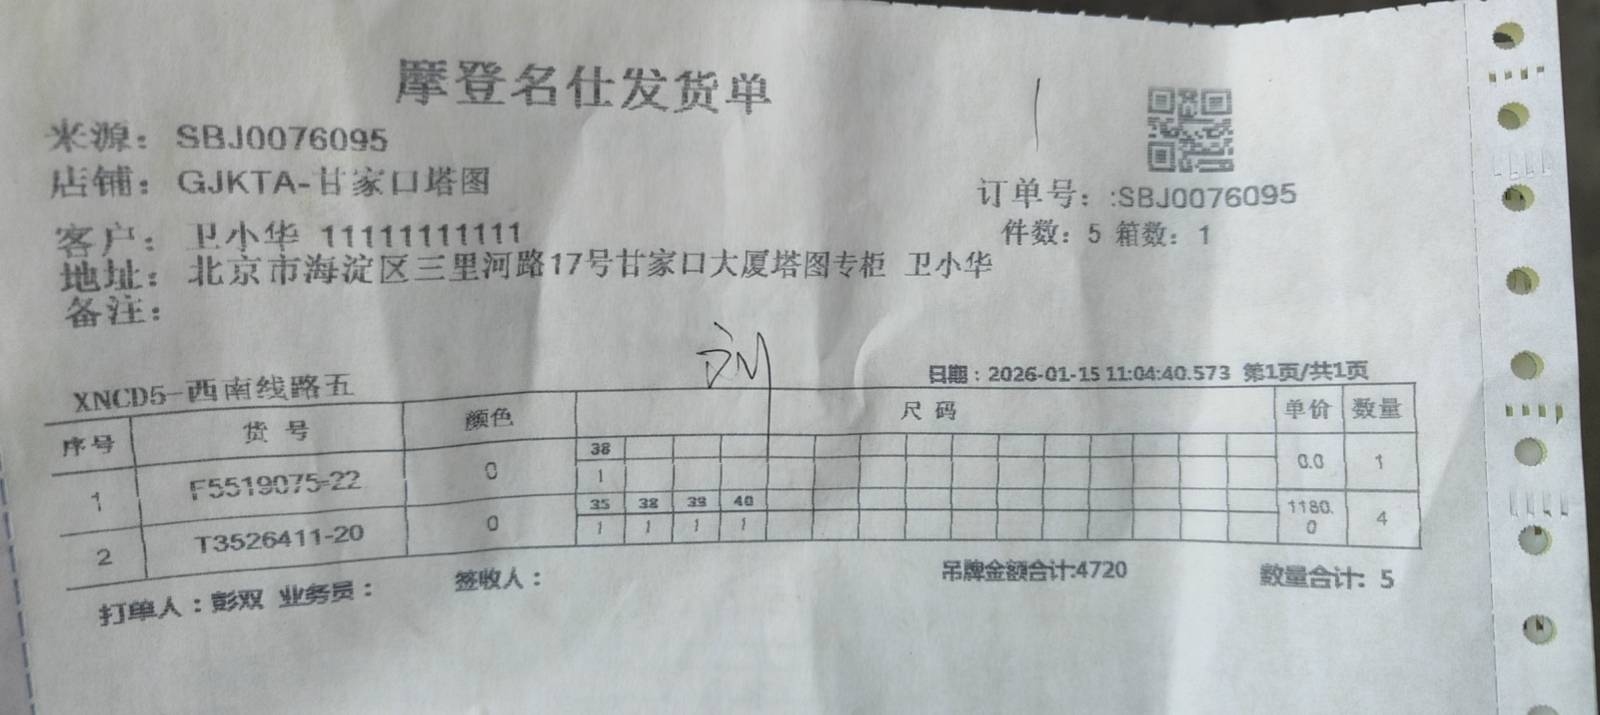 摩登名仕发货单
来源：SBJ0076095
店铺：GJKTA-甘家口塔图
订单号：:SBJ0076095
客户：卫小华 11111111111
件数：5 箱数：1
地址：北京市海淀区三里河路17号甘家口大厦塔图专柜 卫小华
备注：
日期：2026-01-15 11:04:40.573 第1页/共1页
XNCD5-西南线路五
序号 货号 颜色 尺码 单价 数量
38
1 F5519075-22 0 1 0.0 1
35 38 39 40
2 T3526411-20 0 1 1 1 1 1180.0 4
吊牌金额合计:4720 数量合计: 5
打单人：彭双 业务员： 签收人：